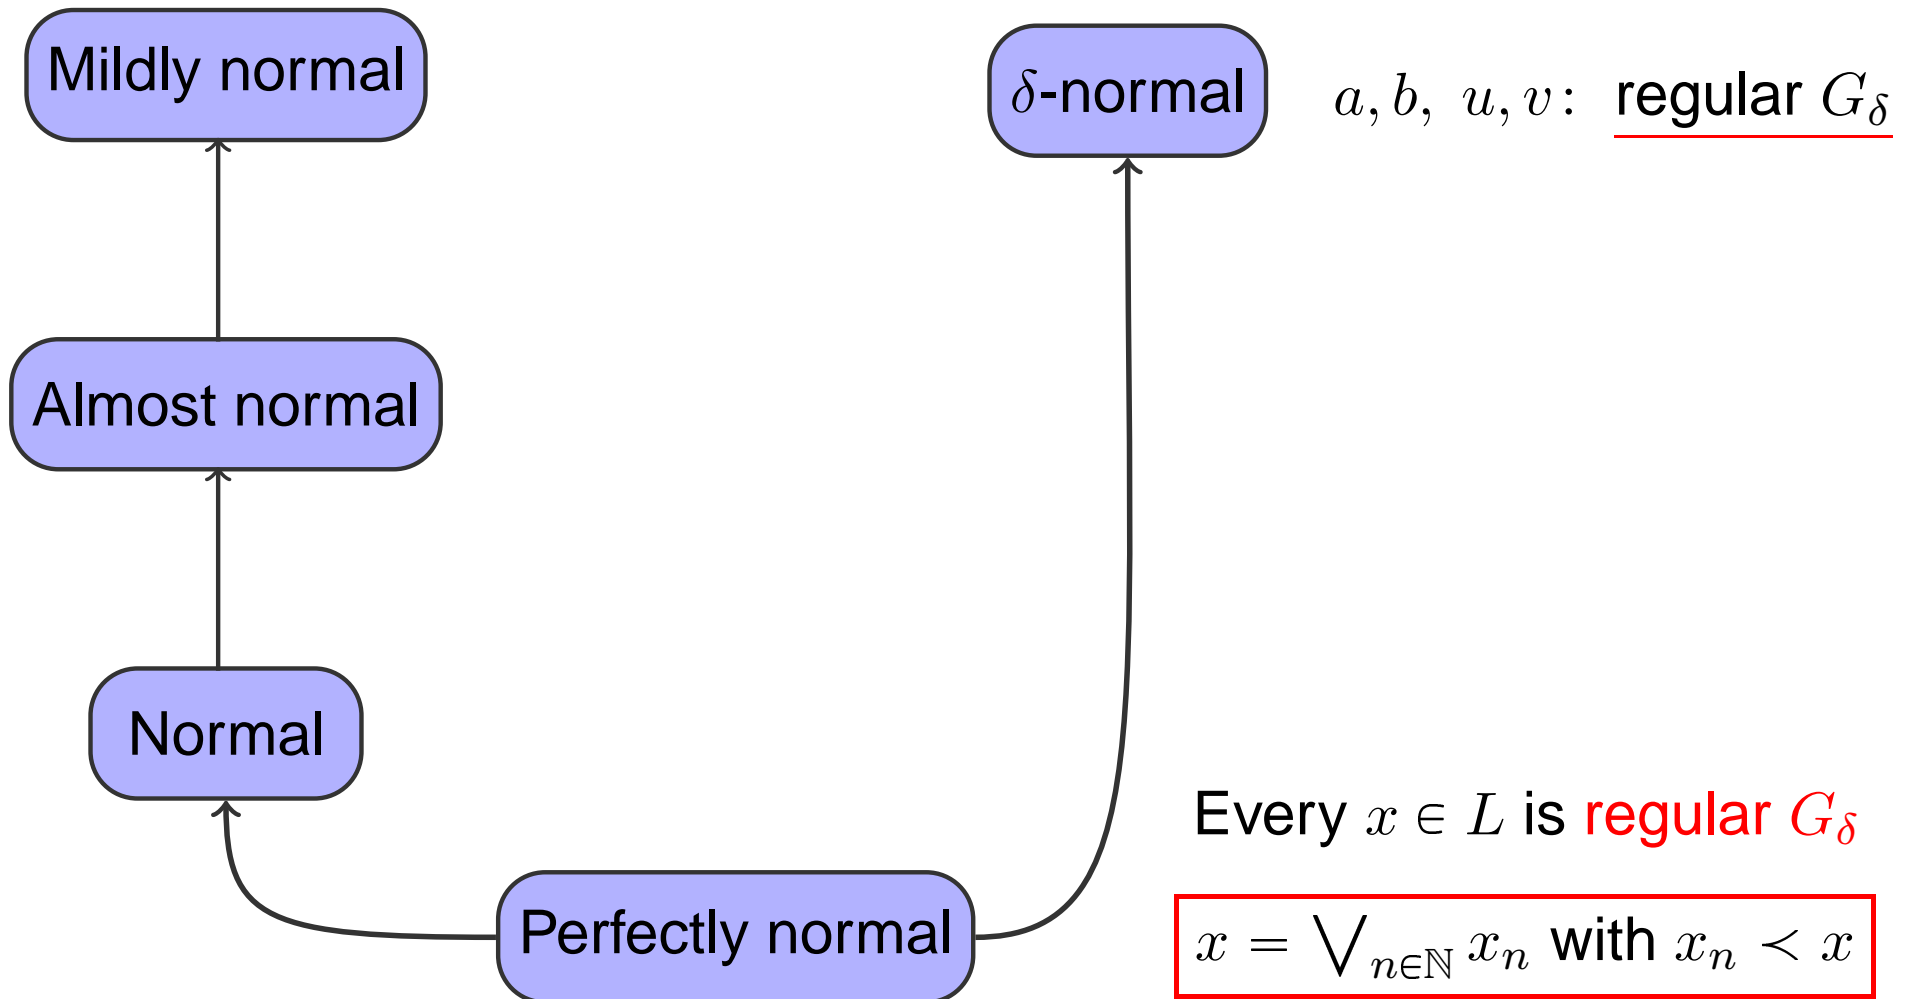 Mildly normal
δ-normal a, b, u, v: regular G_δ
Almost normal
Normal
Every x ∈ L is regular G_δ
Perfectly normal
x = ⋁_{n∈ℕ} x_n with x_n ≺ x